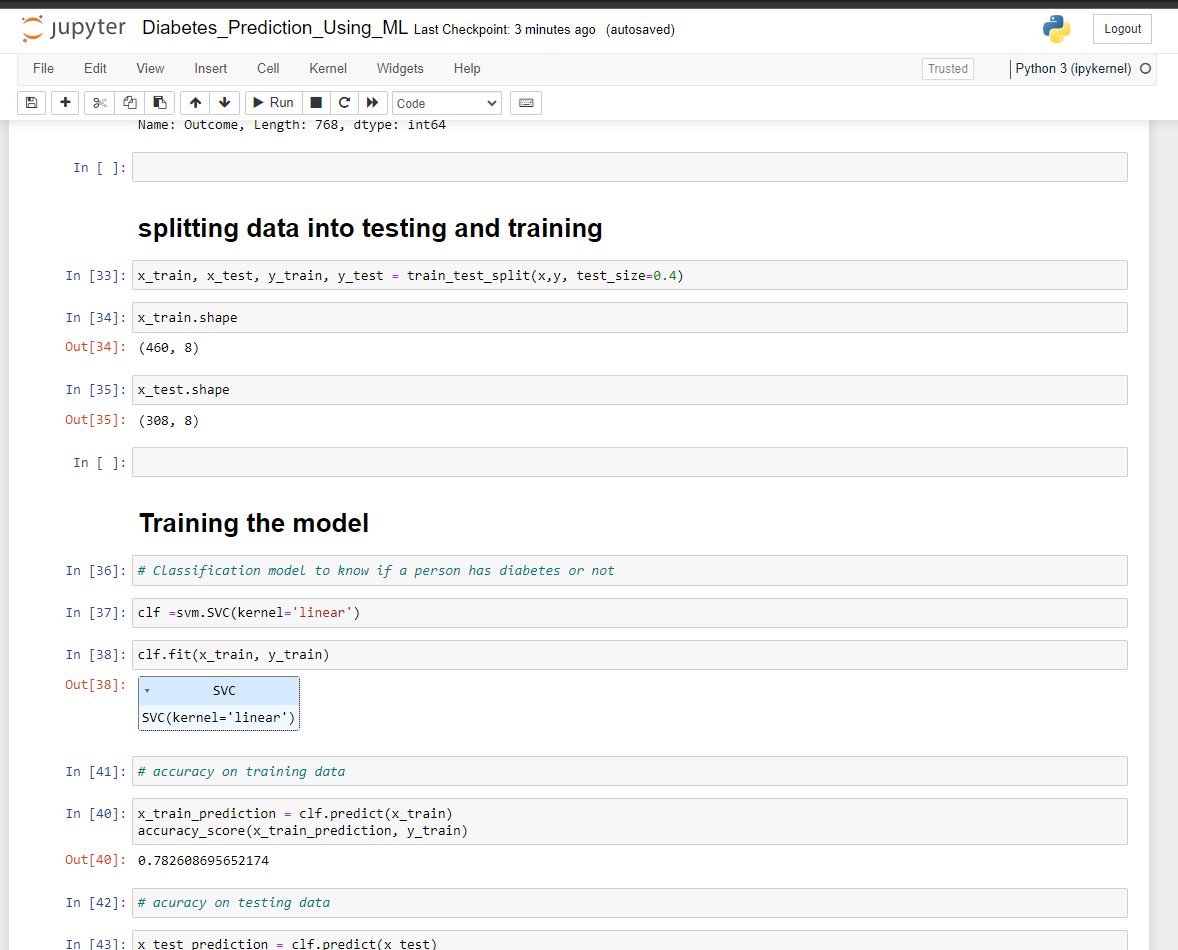 jupyter Diabetes_Prediction_Using_ML Last Checkpoint: 3 minutes ago (autosaved) Logout
File Edit View Insert Cell Kernel Widgets Help Trusted Python 3 (ipykernel)
Run Code
Name: Outcome, Length: 768, dtype: int64
In [ ]:
splitting data into testing and training
In [33]: x_train, x_test, y_train, y_test = train_test_split(x,y, test_size=0.4)
In [34]: x_train.shape
Out[34]: (460, 8)
In [35]: x_test.shape
Out[35]: (308, 8)
In [ ]:
Training the model
In [36]: # Classification model to know if a person has diabetes or not
In [37]: clf =svm.SVC(kernel='linear')
In [38]: clf.fit(x_train, y_train)
Out[38]: SVC
SVC(kernel='linear')
In [41]: # accuracy on training data
In [40]: x_train_prediction = clf.predict(x_train)
accuracy_score(x_train_prediction, y_train)
Out[40]: 0.782608695652174
In [42]: # acuracy on testing data
In [43]: x_test_prediction = clf.predict(x_test)